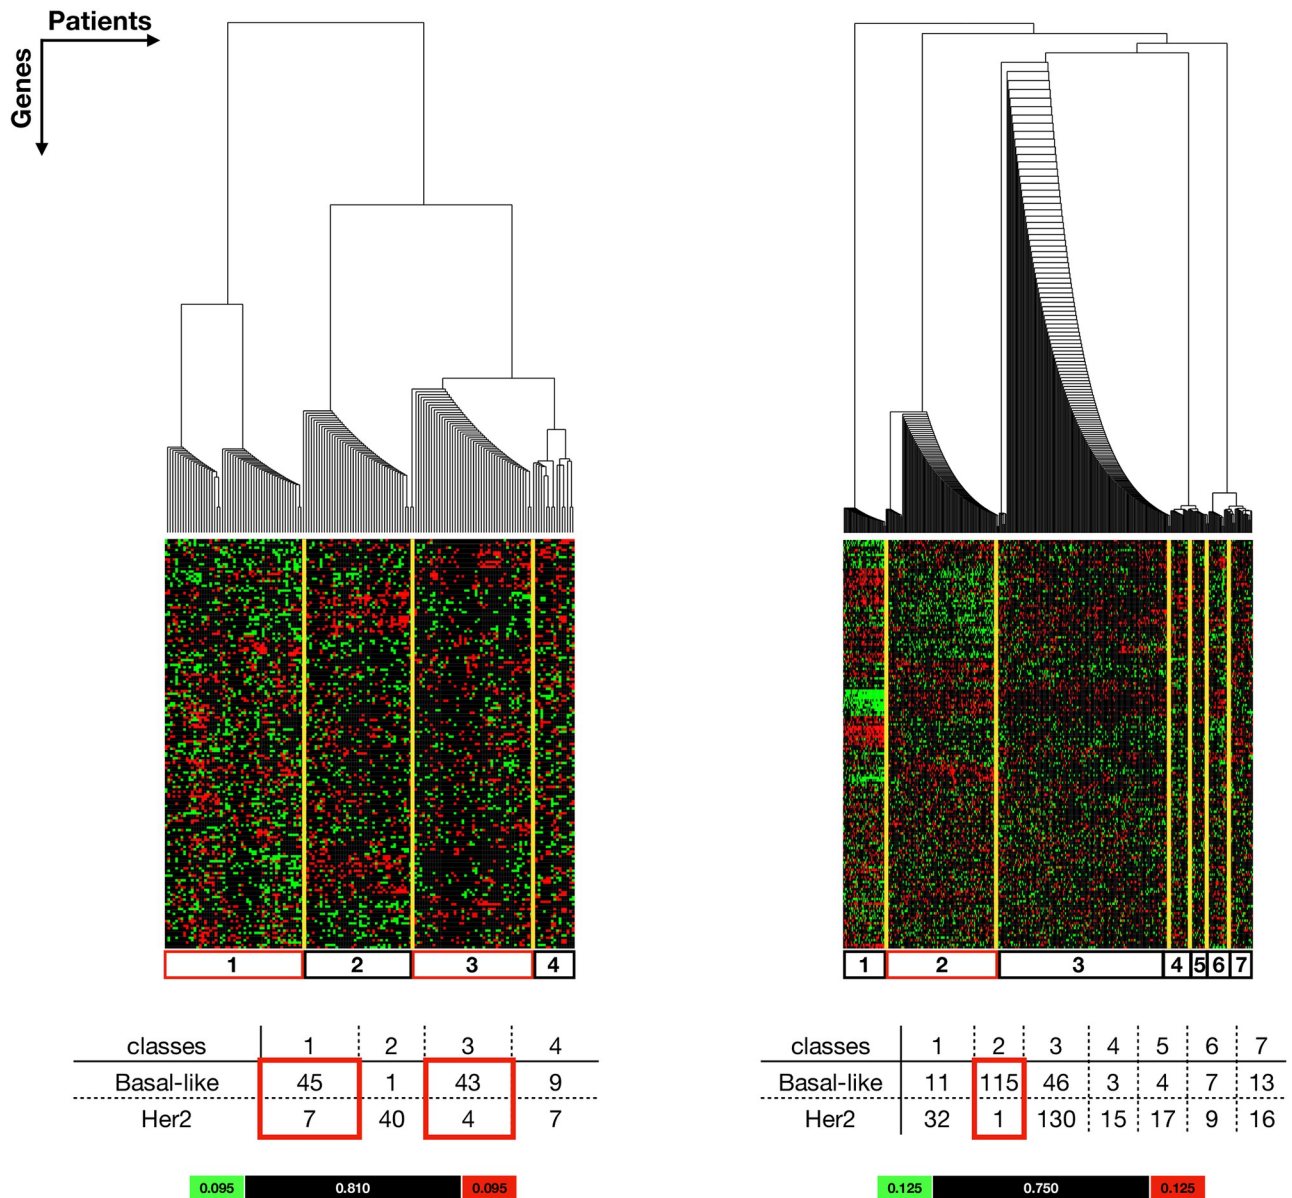 Patients
Genes
1 2 3 4
1 2 3 4 5 6 7
classes 1 2 3 4
Basal-like 45 1 43 9
Her2 7 40 4 7
classes 1 2 3 4 5 6 7
Basal-like 11 115 46 3 4 7 13
Her2 32 1 130 15 17 9 16
0.095 0.810 0.095
0.125 0.750 0.125